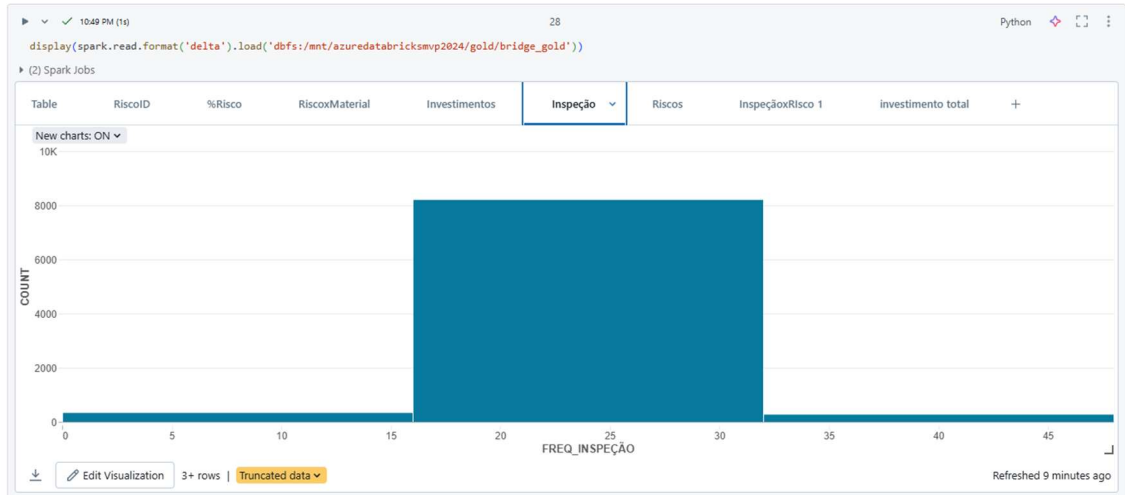 10:49 PM (1s)
28
Python
display(spark.read.format('delta').load('dbfs:/mnt/azuredatabricksmvp2024/gold/bridge_gold'))
(2) Spark Jobs
Table RiscoID %Risco RiscoxMaterial Investimentos Inspeção Riscos InspeçãoxRIsco 1 investimento total +
New charts: ON
10K
8000
6000
4000
2000
0
COUNT
0 5 10 15 20 25 30 35 40 45
FREQ_INSPEÇÃO
Edit Visualization 3+ rows | Truncated data Refreshed 9 minutes ago